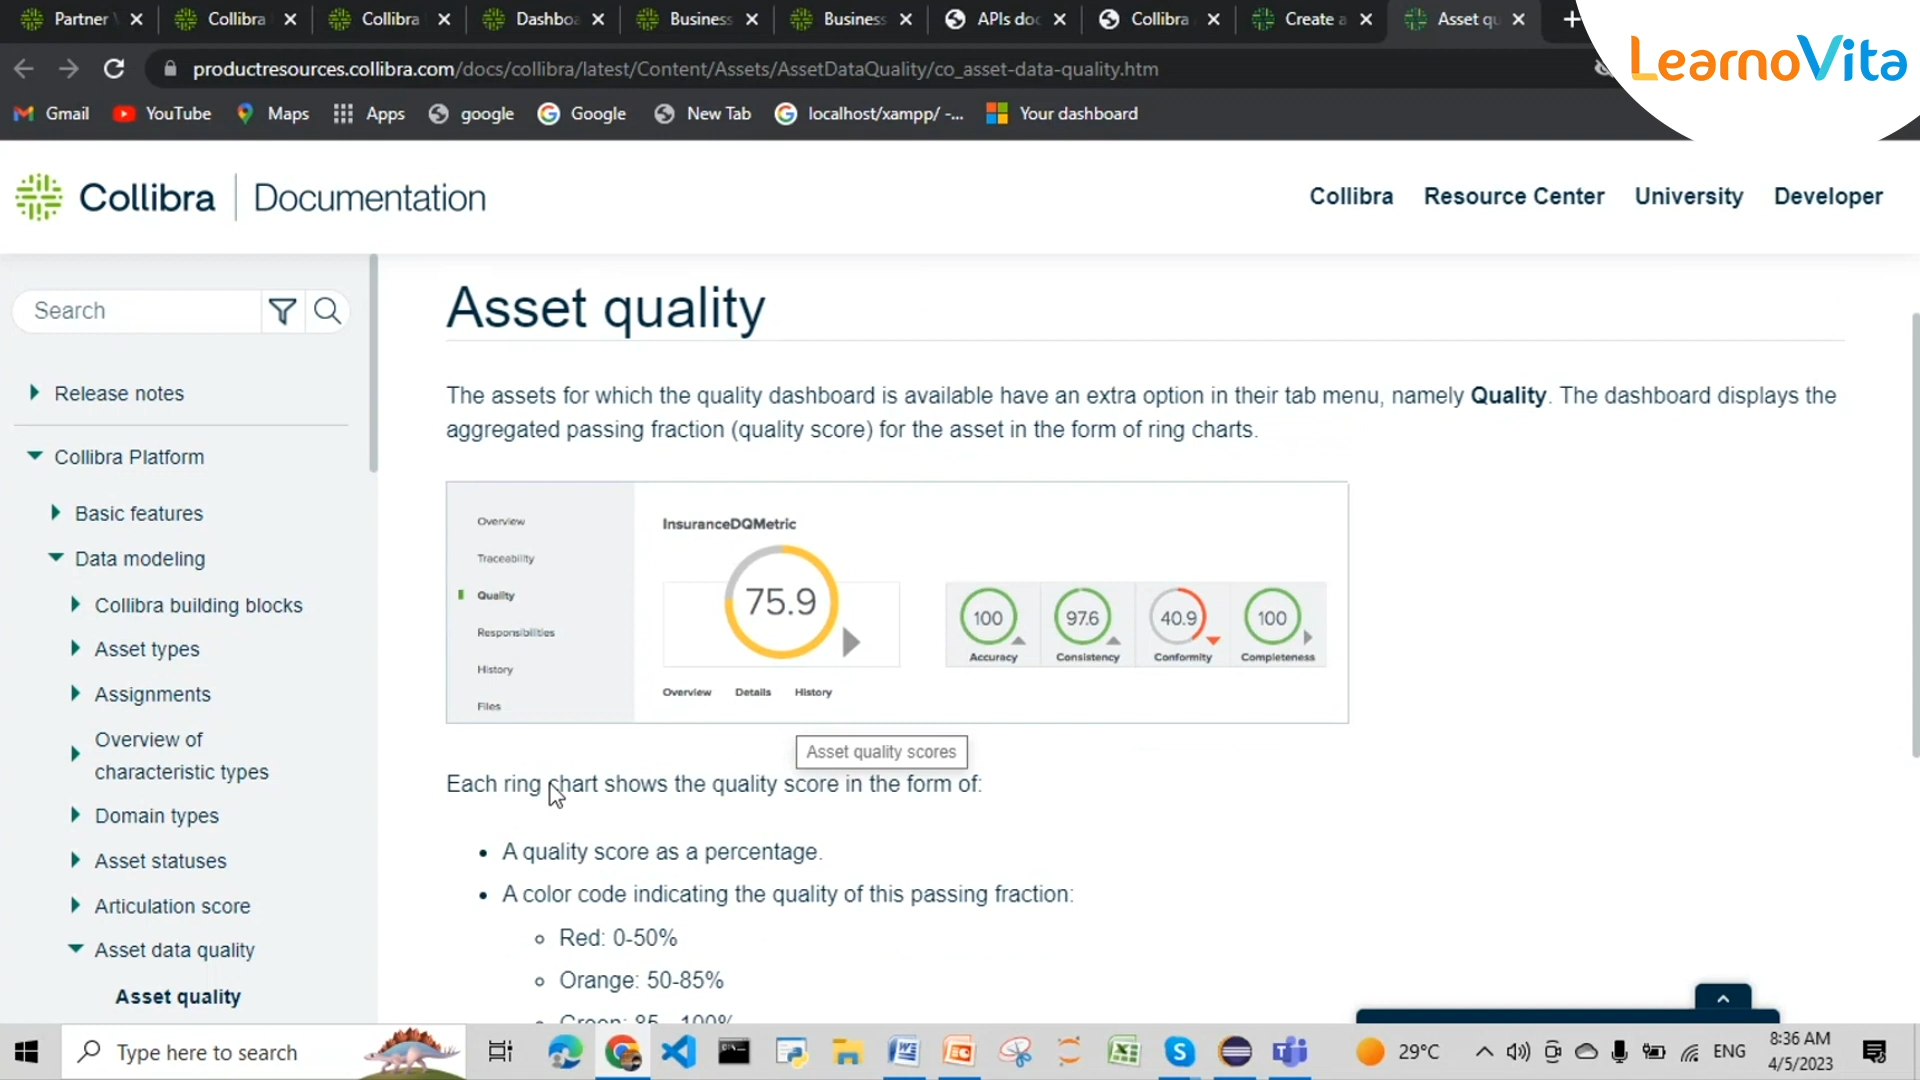 Partner
Collibra
Collibra
Dashboa
Business
Business
APIs doc
Collibra
Create a
Asset qu
LearnoVita
productresources.collibra.com/docs/collibra/latest/Content/Assets/AssetDataQuality/co_asset-data-quality.htm
Gmail
YouTube
Maps
Apps
google
Google
New Tab
localhost/xampp/ -...
Your dashboard
Collibra | Documentation
Collibra
Resource Center
University
Developer
Search
Release notes
Collibra Platform
Basic features
Data modeling
Collibra building blocks
Asset types
Assignments
Overview of
characteristic types
Domain types
Asset statuses
Articulation score
Asset data quality
Asset quality
Asset quality
The assets for which the quality dashboard is available have an extra option in their tab menu, namely Quality. The dashboard displays the
aggregated passing fraction (quality score) for the asset in the form of ring charts.
Overview
Traceability
Quality
Responsibilities
History
Files
InsuranceDQMetric
75.9
100
97.6
40.9
100
Accuracy
Consistency
Conformity
Completeness
Overview
Details
History
Asset quality scores
Each ring chart shows the quality score in the form of:
A quality score as a percentage.
A color code indicating the quality of this passing fraction:
Red: 0-50%
Orange: 50-85%
Green: 85 - 100%
Type here to search
29°C
ENG
8:36 AM
4/5/2023